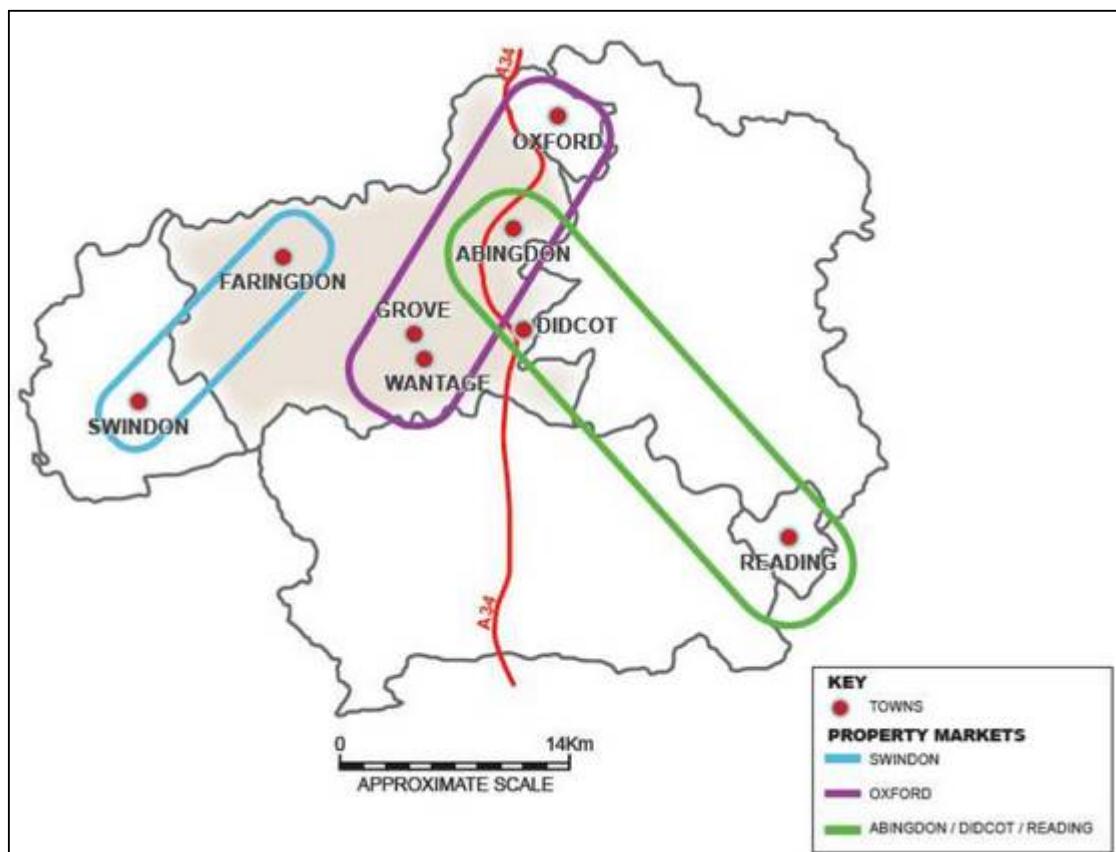 A34
OXFORD
ABINGDON
FARINGDON
GROVE
DIDCOT
WANTAGE
SWINDON
READING
A34
0 14Km
APPROXIMATE SCALE
KEY
TOWNS
PROPERTY MARKETS
SWINDON
OXFORD
ABINGDON / DIDCOT / READING